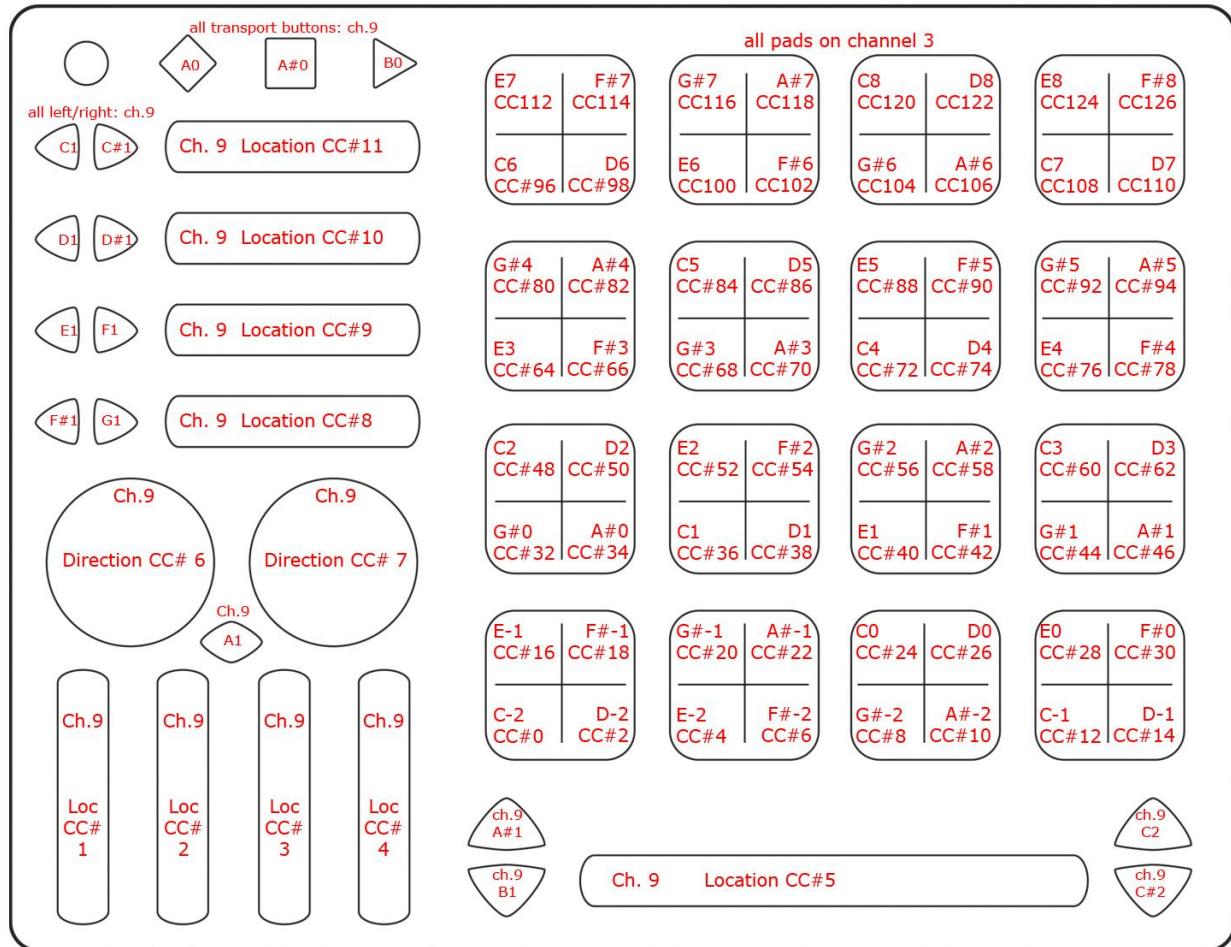 all transport buttons: ch.9
A0 A#0 B0
all pads on channel 3
all left/right: ch.9
C1 C#1
Ch. 9 Location CC#11
D1 D#1
Ch. 9 Location CC#10
E1 F1
Ch. 9 Location CC#9
F#1 G1
Ch. 9 Location CC#8
Ch.9
Direction CC# 6
Ch.9
Direction CC# 7
Ch.9
A1
Ch.9
Loc
CC#
1
Ch.9
Loc
CC#
2
Ch.9
Loc
CC#
3
Ch.9
Loc
CC#
4
E7 F#7
CC112 CC114
C6 D6
CC#96 CC#98
G#7 A#7
CC116 CC118
E6 F#6
CC100 CC102
C8 D8
CC120 CC122
G#6 A#6
CC104 CC106
E8 F#8
CC124 CC126
C7 D7
CC108 CC110
G#4 A#4
CC#80 CC#82
E3 F#3
CC#64 CC#66
C5 D5
CC#84 CC#86
G#3 A#3
CC#68 CC#70
E5 F#5
CC#88 CC#90
C4 D4
CC#72 CC#74
G#5 A#5
CC#92 CC#94
E4 F#4
CC#76 CC#78
C2 D2
CC#48 CC#50
G#0 A#0
CC#32 CC#34
E2 F#2
CC#52 CC#54
C1 D1
CC#36 CC#38
G#2 A#2
CC#56 CC#58
E1 F#1
CC#40 CC#42
C3 D3
CC#60 CC#62
G#1 A#1
CC#44 CC#46
E-1 F#-1
CC#16 CC#18
C-2 D-2
CC#0 CC#2
G#-1 A#-1
CC#20 CC#22
E-2 F#-2
CC#4 CC#6
C0 D0
CC#24 CC#26
G#-2 A#-2
CC#8 CC#10
E0 F#0
CC#28 CC#30
C-1 D-1
CC#12 CC#14
ch.9
A#1
ch.9
B1
Ch. 9 Location CC#5
ch.9
C2
ch.9
C#2